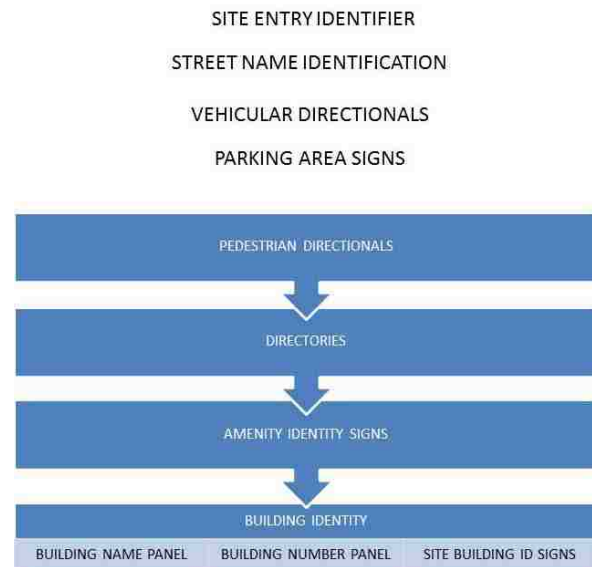 SITE ENTRY IDENTIFIER
STREET NAME IDENTIFICATION
VEHICULAR DIRECTIONALS
PARKING AREA SIGNS
PEDESTRIAN DIRECTIONALS
DIRECTORIES
AMENITY IDENTITY SIGNS
BUILDING IDENTITY
BUILDING NAME PANEL BUILDING NUMBER PANEL SITE BUILDING ID SIGNS